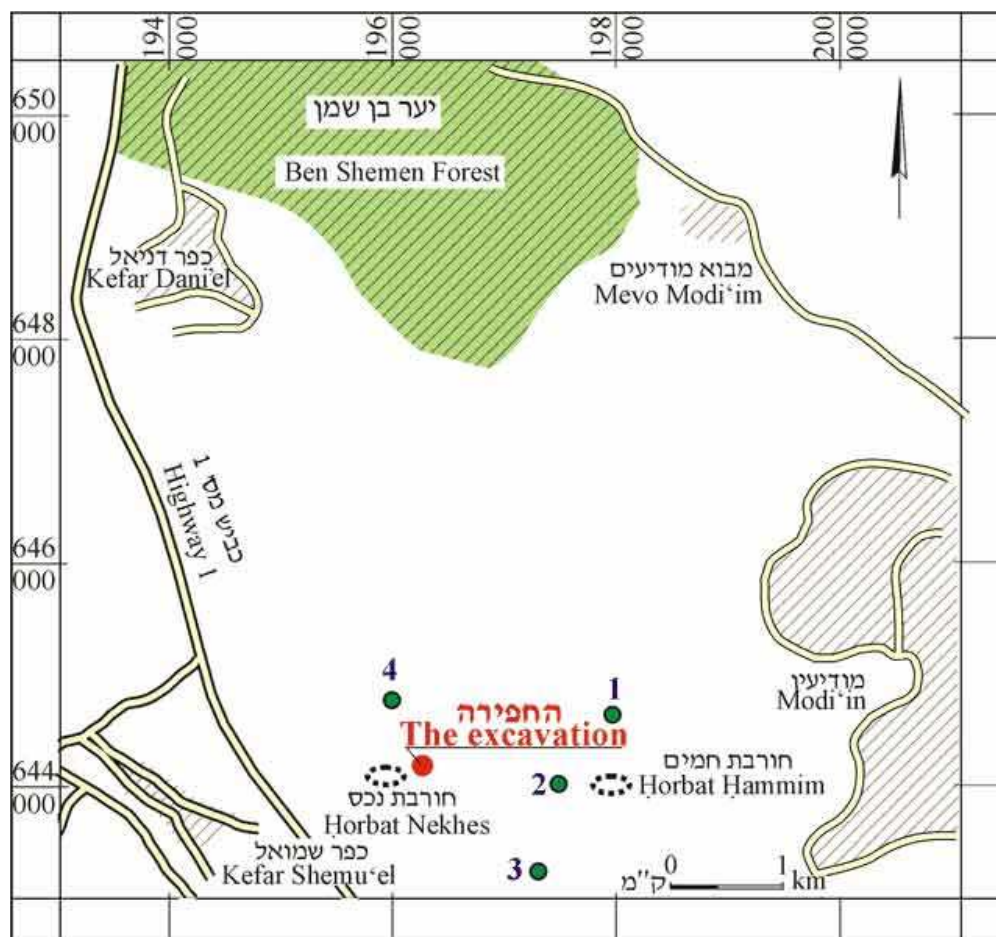 194
000
196
000
198
000
200
000
650
000
יער בן שמן
Ben Shemen Forest
כפר דניאל
Kefar Dani'el
מבוא מודיעים
Mevo Modi'im
648
000
כביש מס' 1
Highway 1
646
000
מודיעין
Modi'in
4
1
החפירה
The excavation
644
000
2
חורבת חמים
Horbat Hammim
חורבת נכס
Horbat Nekhes
כפר שמואל
Kefar Shemu'el
3
0
1
ק"מ
km